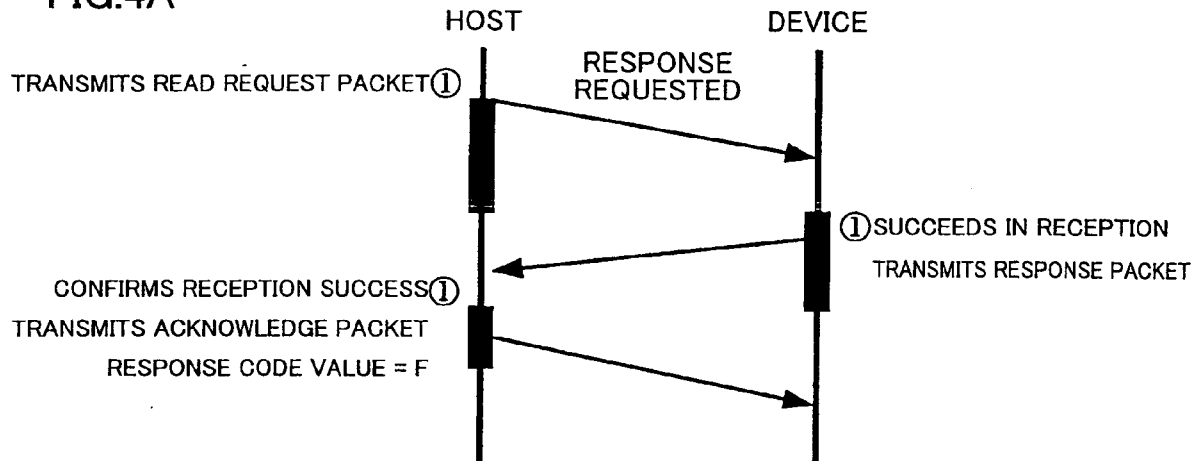 FIG.4A
HOST
DEVICE
TRANSMITS READ REQUEST PACKET①
RESPONSE
REQUESTED
①SUCCEEDS IN RECEPTION
TRANSMITS RESPONSE PACKET
CONFIRMS RECEPTION SUCCESS①
TRANSMITS ACKNOWLEDGE PACKET
RESPONSE CODE VALUE = F